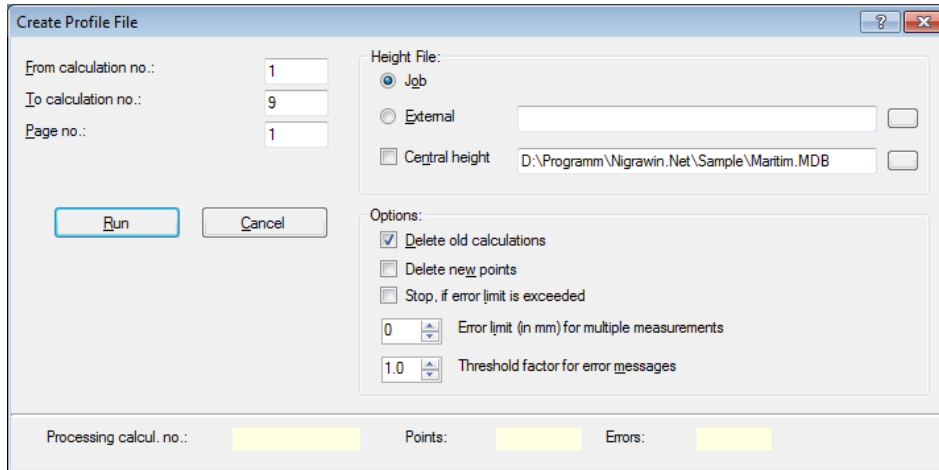 Create Profile File
From calculation no.: 1
To calculation no.: 9
Page no.: 1
Run Cancel
Height File:
Job
External
Central height D:\Programm\Nigrawin.Net\Sample\Maritim.MDB
Options:
Delete old calculations
Delete new points
Stop, if error limit is exceeded
0 Error limit (in mm) for multiple measurements
1.0 Threshold factor for error messages
Processing calcul. no.: Points: Errors: